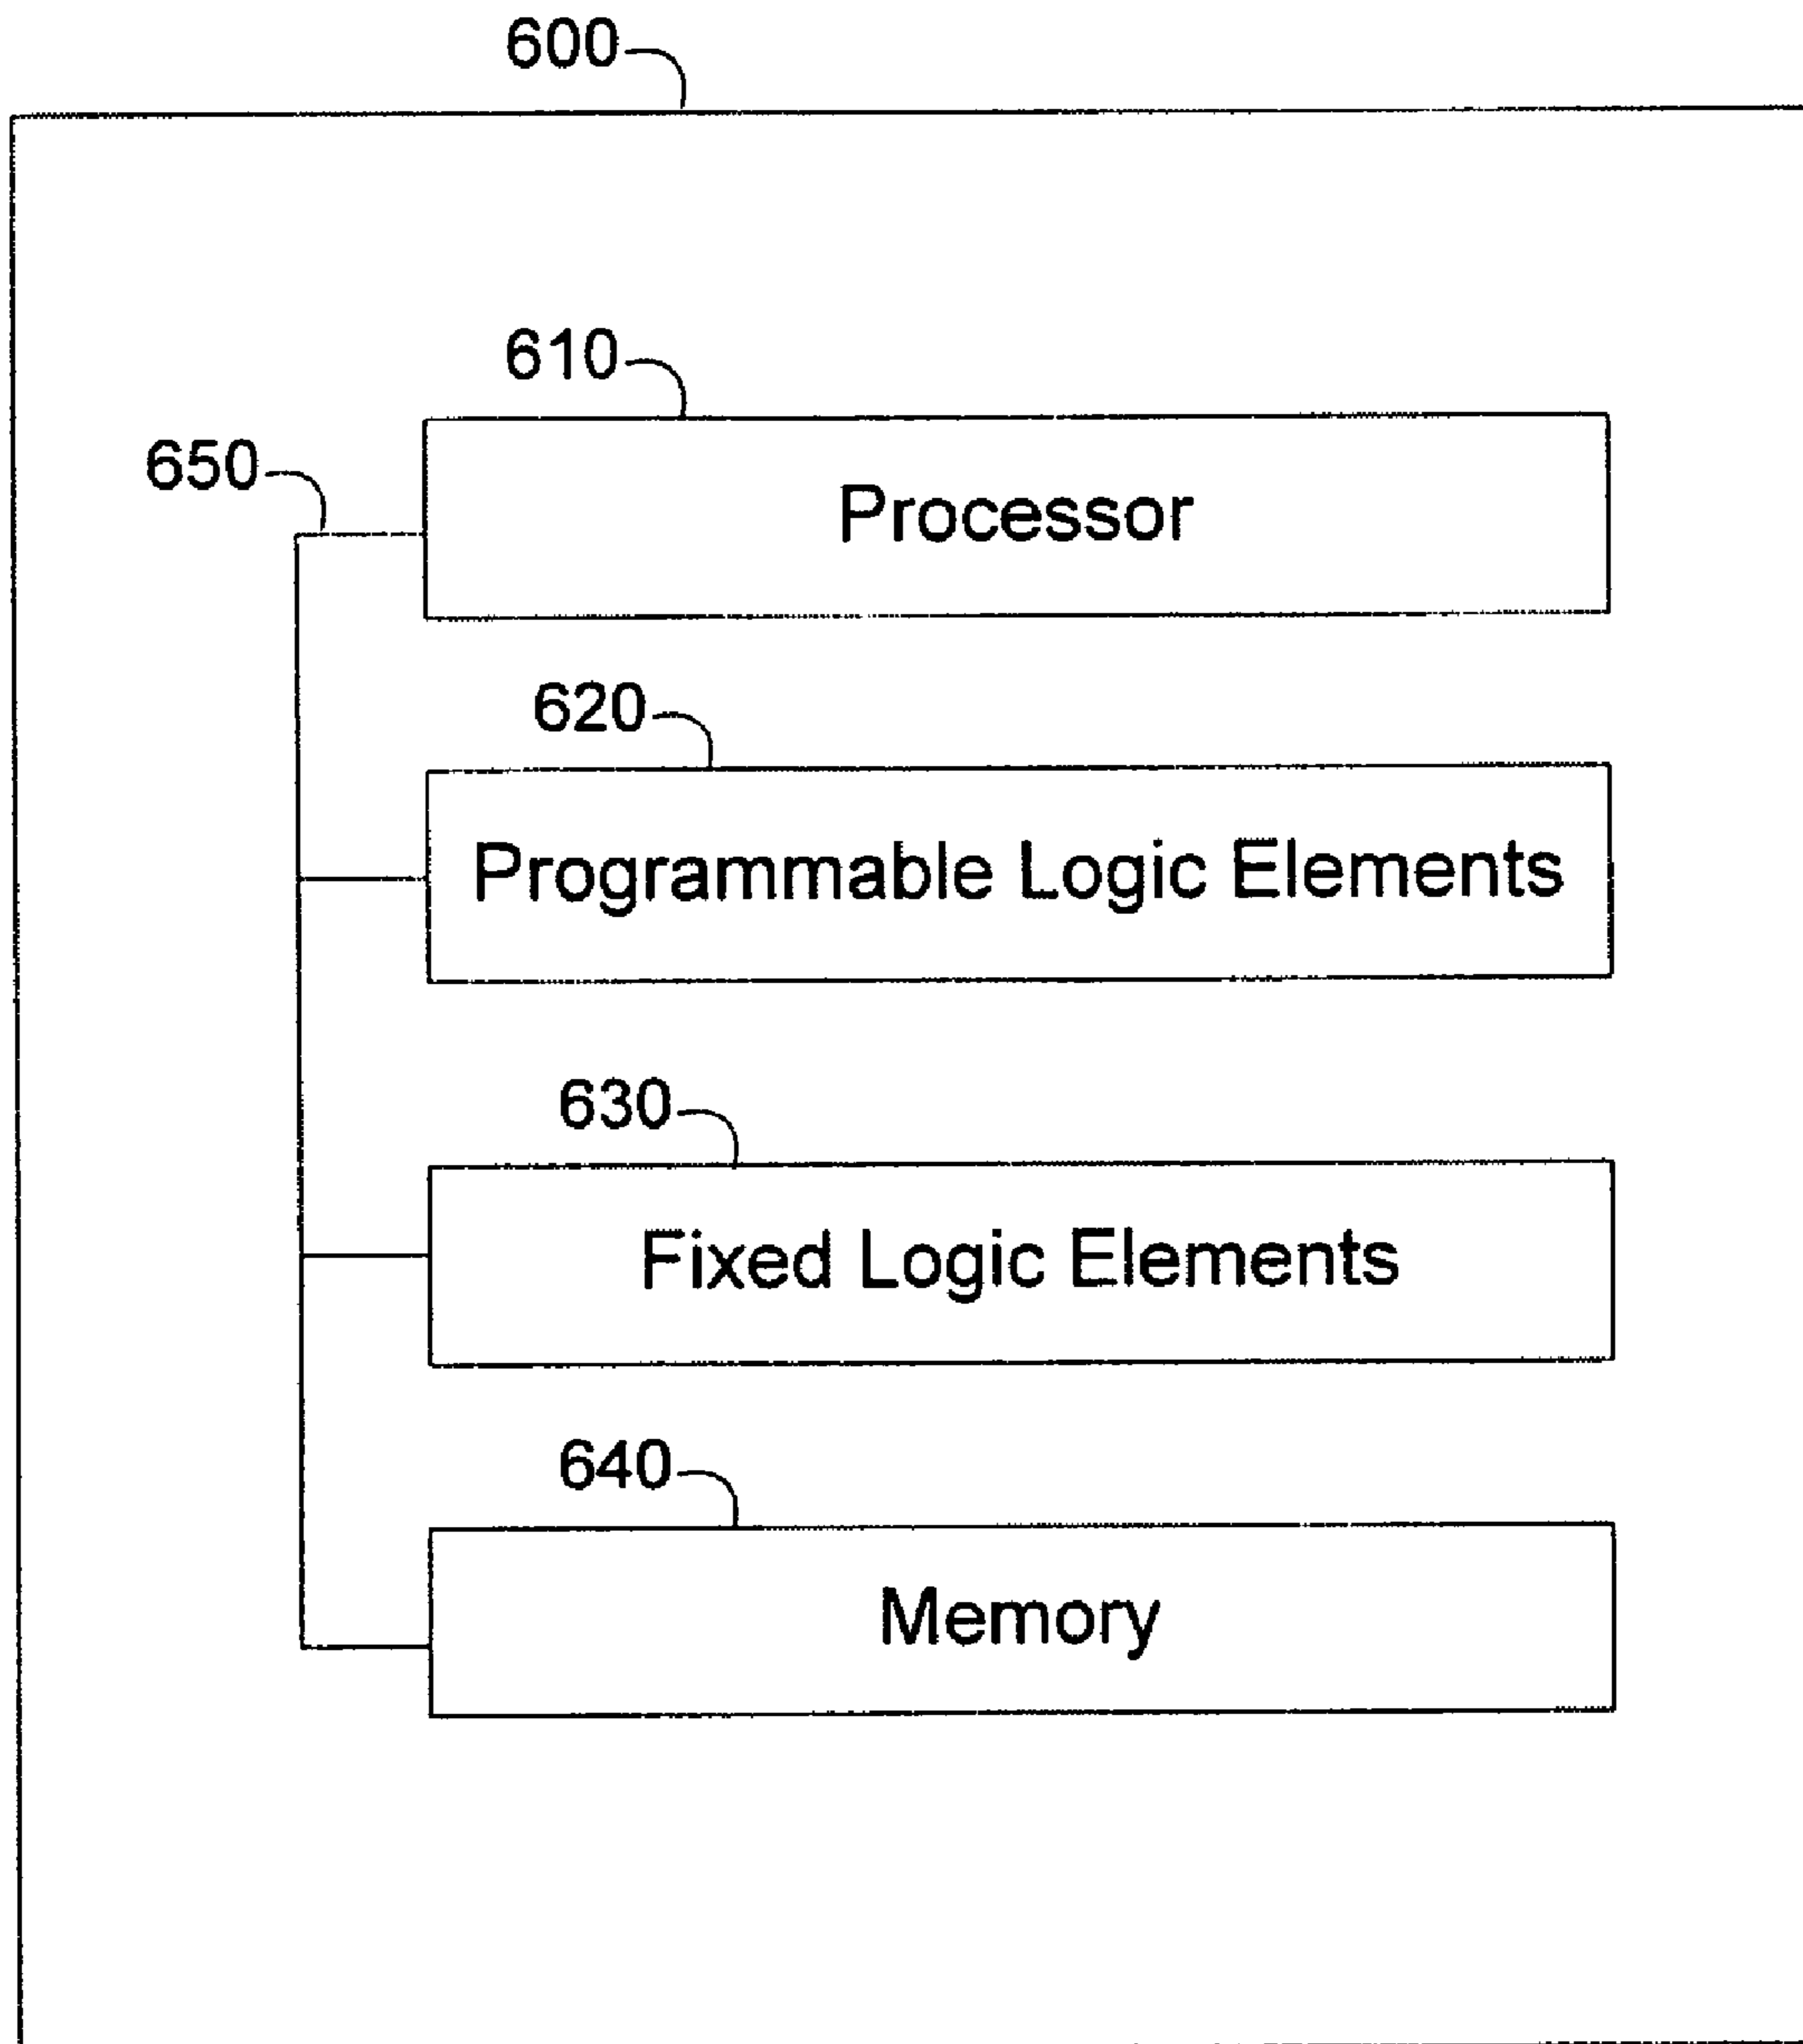 600
610
650
Processor
620
Programmable Logic Elements
630
Fixed Logic Elements
640
Memory